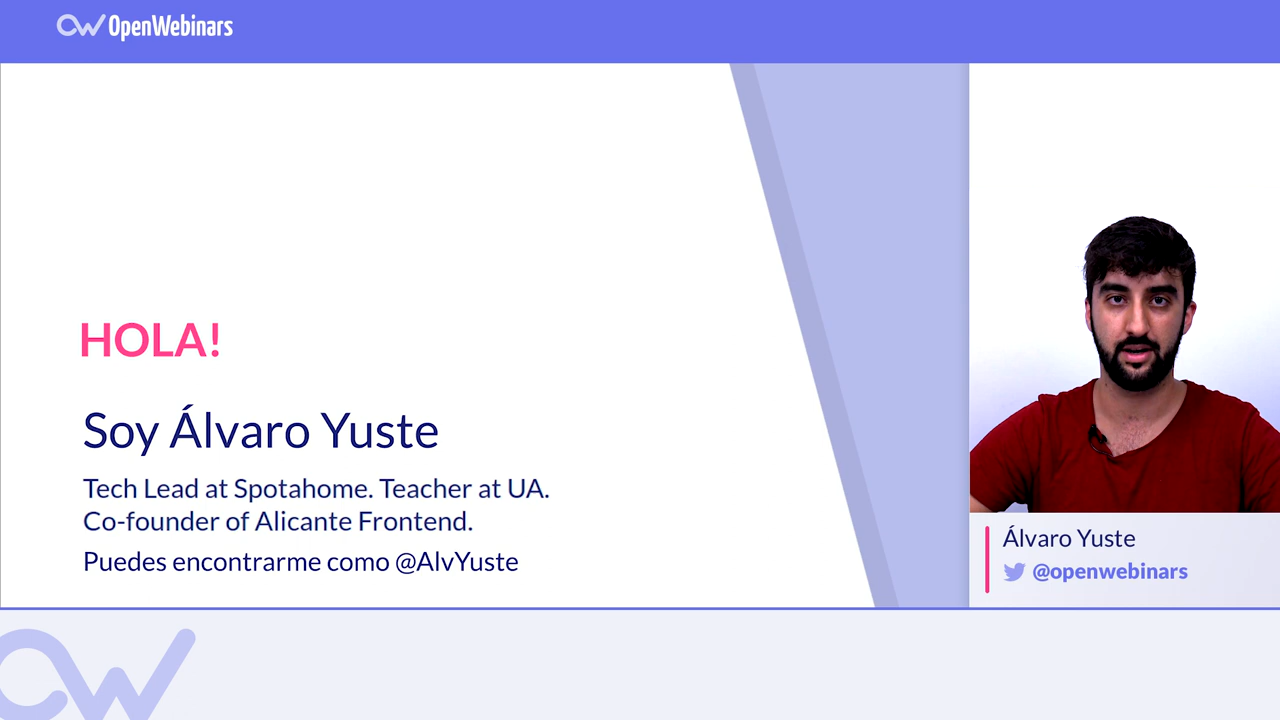 OpenWebinars
HOLA!
Soy Álvaro Yuste
Tech Lead at Spotahome. Teacher at UA.
Co-founder of Alicante Frontend.
Puedes encontrarme como @AlvYuste
Álvaro Yuste
@openwebinars